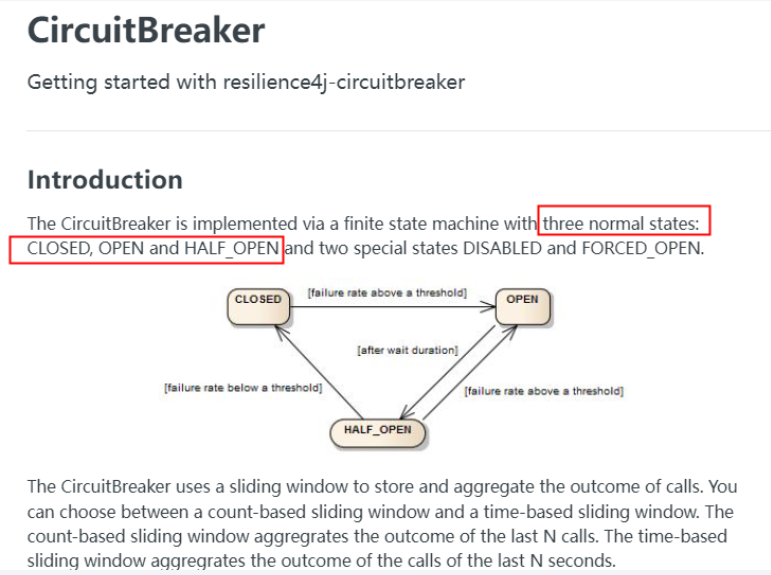 CircuitBreaker
Getting started with resilience4j-circuitbreaker
Introduction
The CircuitBreaker is implemented via a finite state machine with three normal states:
CLOSED, OPEN and HALF_OPEN and two special states DISABLED and FORCED_OPEN.
CLOSED
[failure rate above a threshold]
OPEN
[after wait duration]
[failure rate below a threshold]
[failure rate above a threshold]
HALF_OPEN
The CircuitBreaker uses a sliding window to store and aggregate the outcome of calls. You
can choose between a count-based sliding window and a time-based sliding window. The
count-based sliding window aggregrates the outcome of the last N calls. The time-based
sliding window aggregrates the outcome of the calls of the last N seconds.